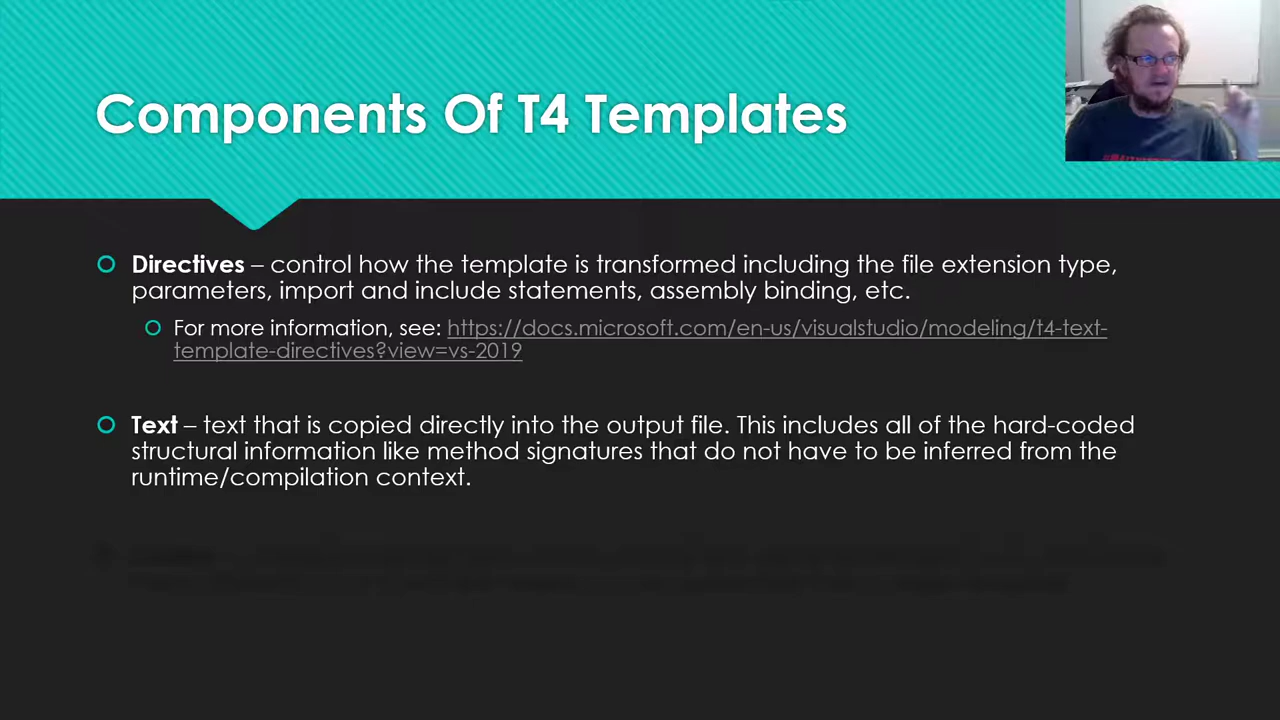 Components Of T4 Templates
Directives – control how the template is transformed including the file extension type,
parameters, import and include statements, assembly binding, etc.
For more information, see: https://docs.microsoft.com/en-us/visualstudio/modeling/t4-text-
template-directives?view=vs-2019
Text – text that is copied directly into the output file. This includes all of the hard-coded
structural information like method signatures that do not have to be inferred from the
runtime/compilation context.